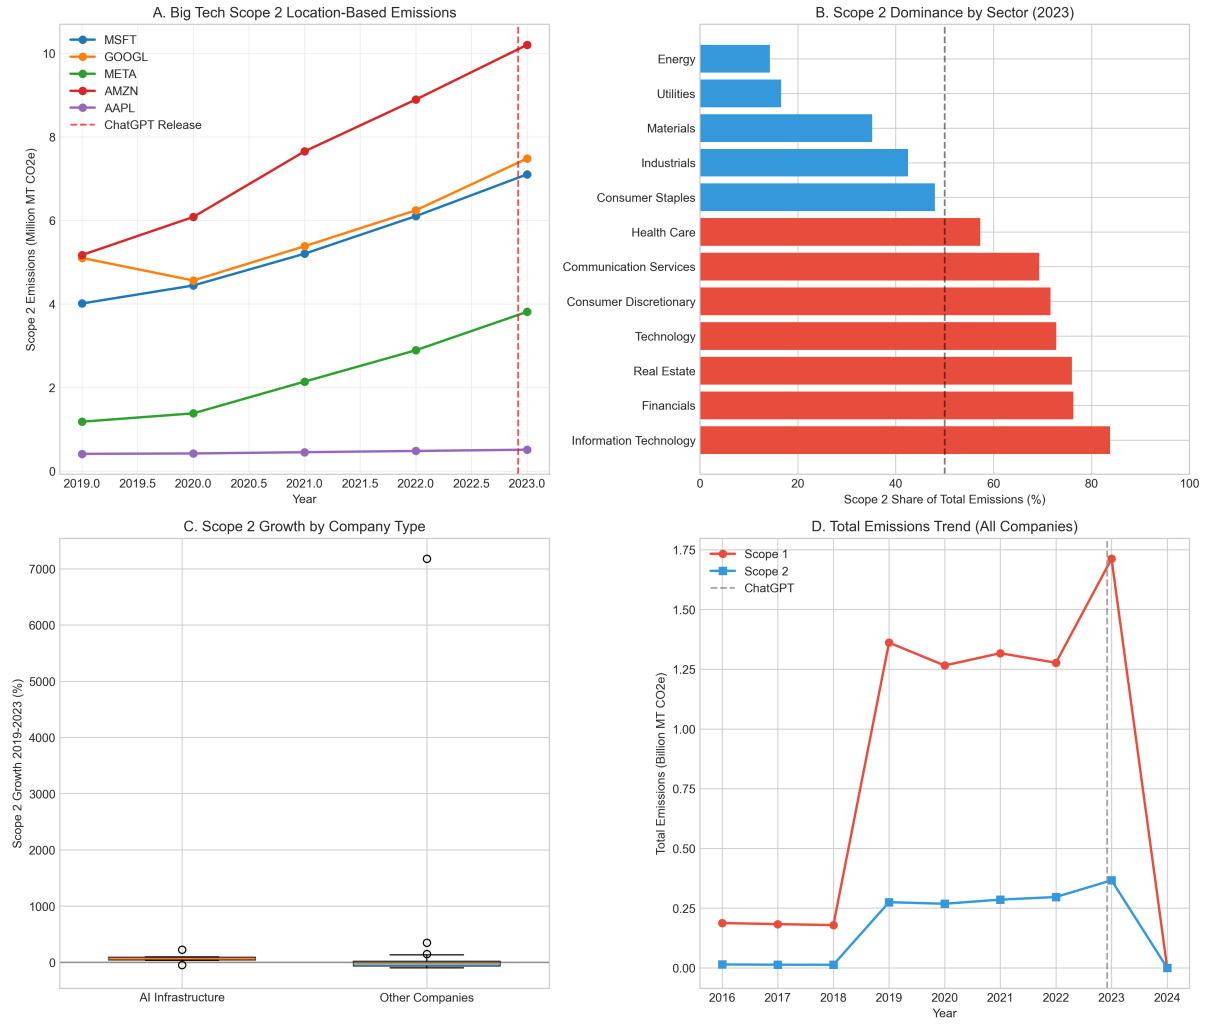 A. Big Tech Scope 2 Location-Based Emissions
MSFT
GOOGL
META
AMZN
AAPL
ChatGPT Release
Scope 2 Emissions (Million MT CO2e)
10
8
6
4
2
0
2019.0 2019.5 2020.0 2020.5 2021.0 2021.5 2022.0 2022.5 2023.0
Year
B. Scope 2 Dominance by Sector (2023)
Energy
Utilities
Materials
Industrials
Consumer Staples
Health Care
Communication Services
Consumer Discretionary
Technology
Real Estate
Financials
Information Technology
0 20 40 60 80 100
Scope 2 Share of Total Emissions (%)
C. Scope 2 Growth by Company Type
Scope 2 Growth 2019-2023 (%)
7000
6000
5000
4000
3000
2000
1000
0
AI Infrastructure Other Companies
D. Total Emissions Trend (All Companies)
Scope 1
Scope 2
ChatGPT
Total Emissions (Billion MT CO2e)
1.75
1.50
1.25
1.00
0.75
0.50
0.25
0.00
2016 2017 2018 2019 2020 2021 2022 2023 2024
Year